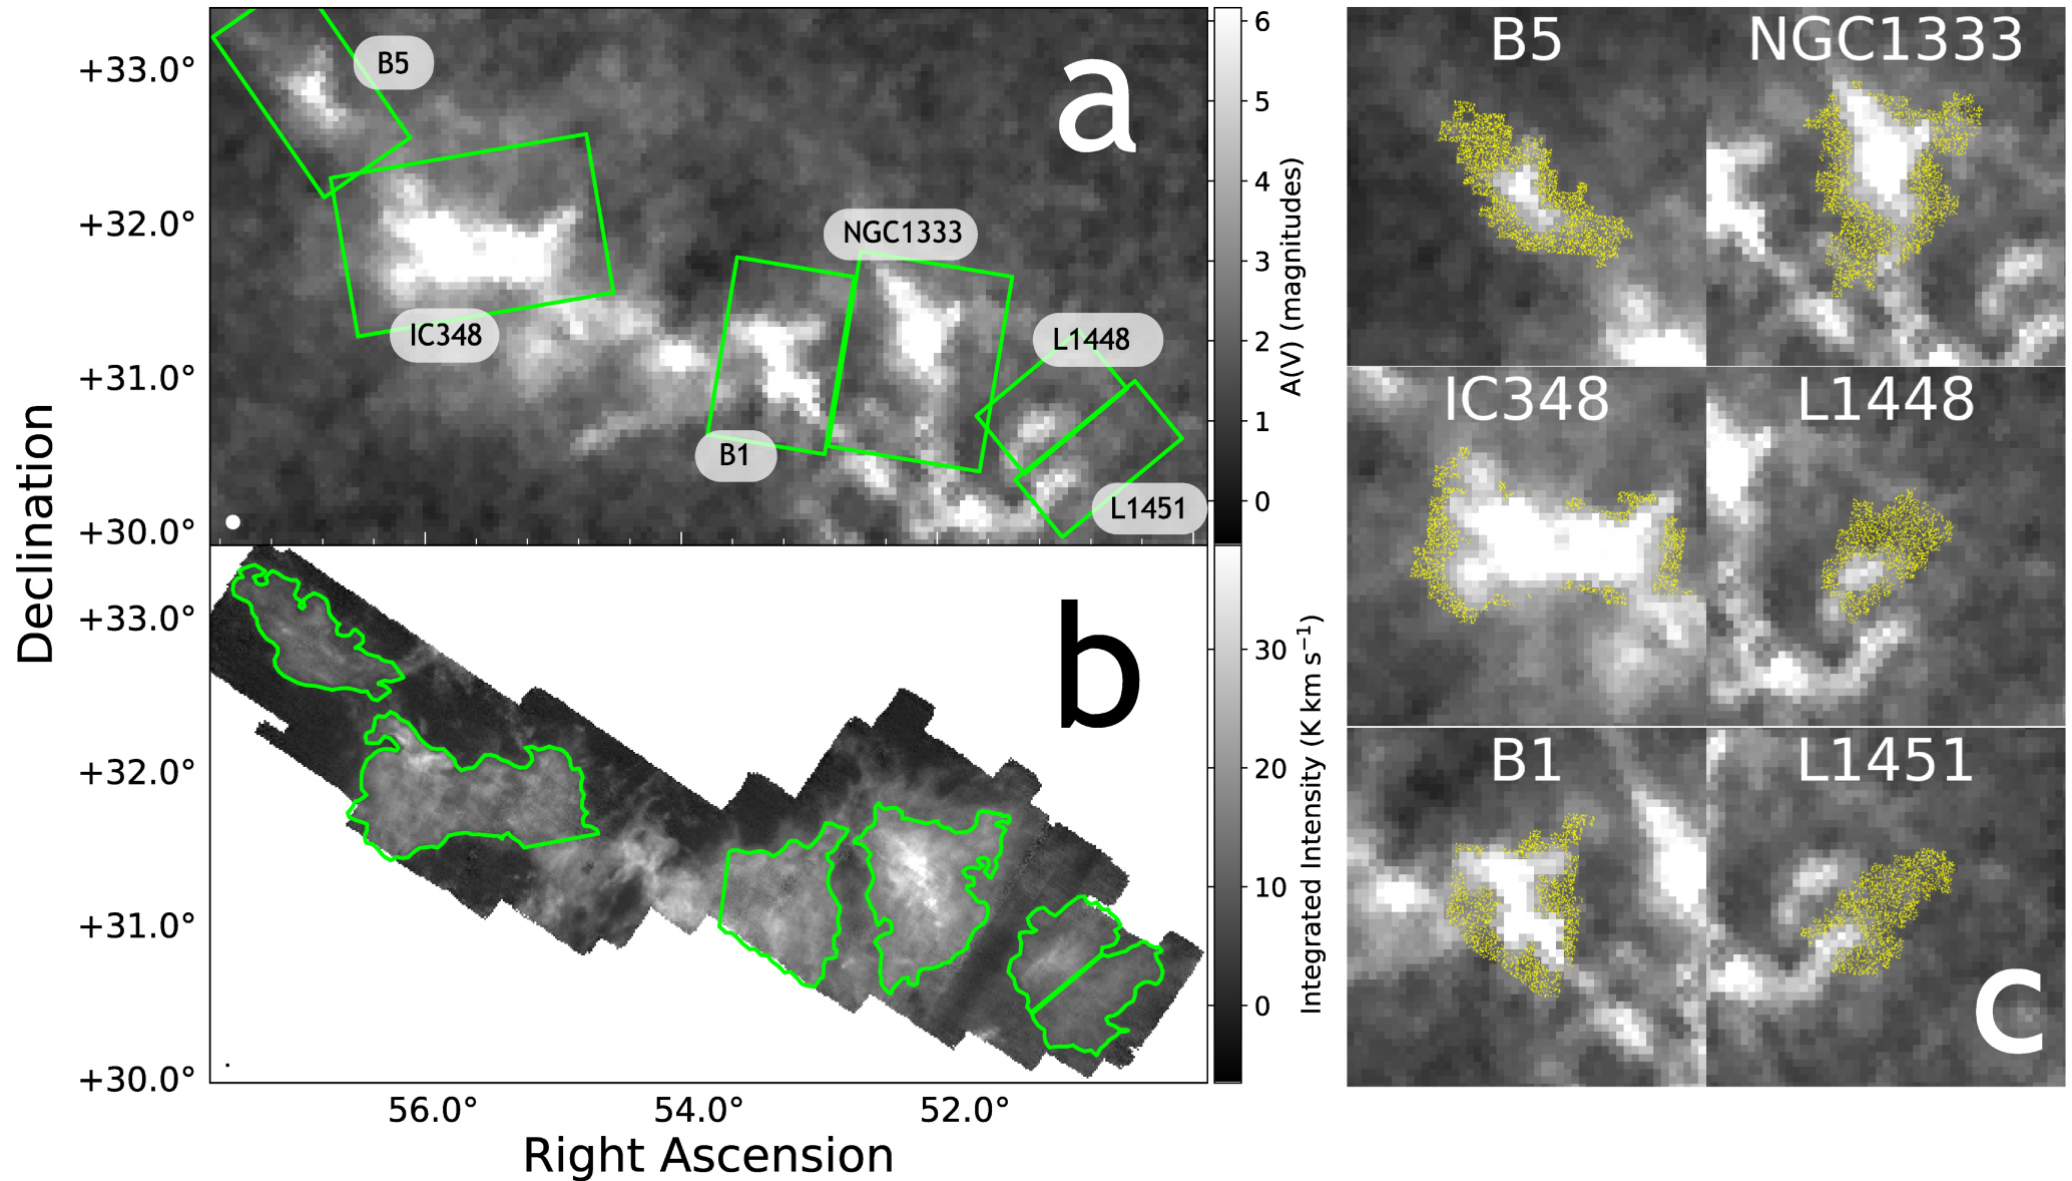 Declination
+33.0°
+32.0°
+31.0°
+30.0°
B5
IC348
B1
NGC1333
L1448
L1451
a
6
5
4
3
2
1
0
A(V) (magnitudes)
+33.0°
+32.0°
+31.0°
+30.0°
b
30
20
10
0
Integrated Intensity (K km s⁻¹)
56.0°
54.0°
52.0°
Right Ascension
B5
NGC1333
IC348
L1448
B1
L1451
c